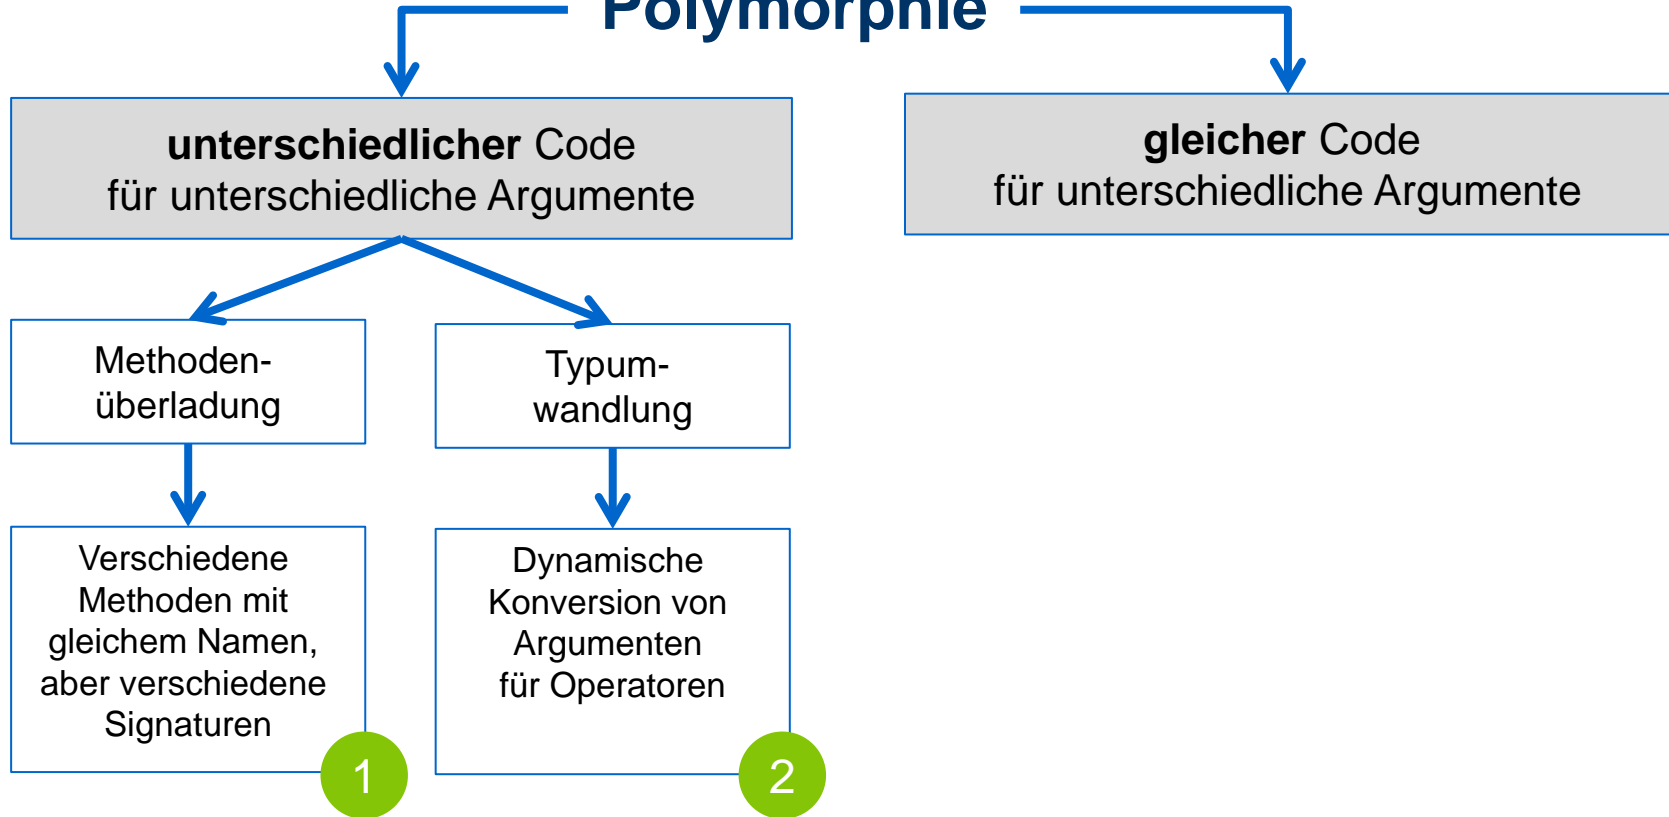 Polymorphie
unterschiedlicher Code
für unterschiedliche Argumente
gleicher Code
für unterschiedliche Argumente
Methoden-
überladung
Typum-
wandlung
Verschiedene
Methoden mit
gleichem Namen,
aber verschiedene
Signaturen
1
Dynamische
Konversion von
Argumenten
für Operatoren
2